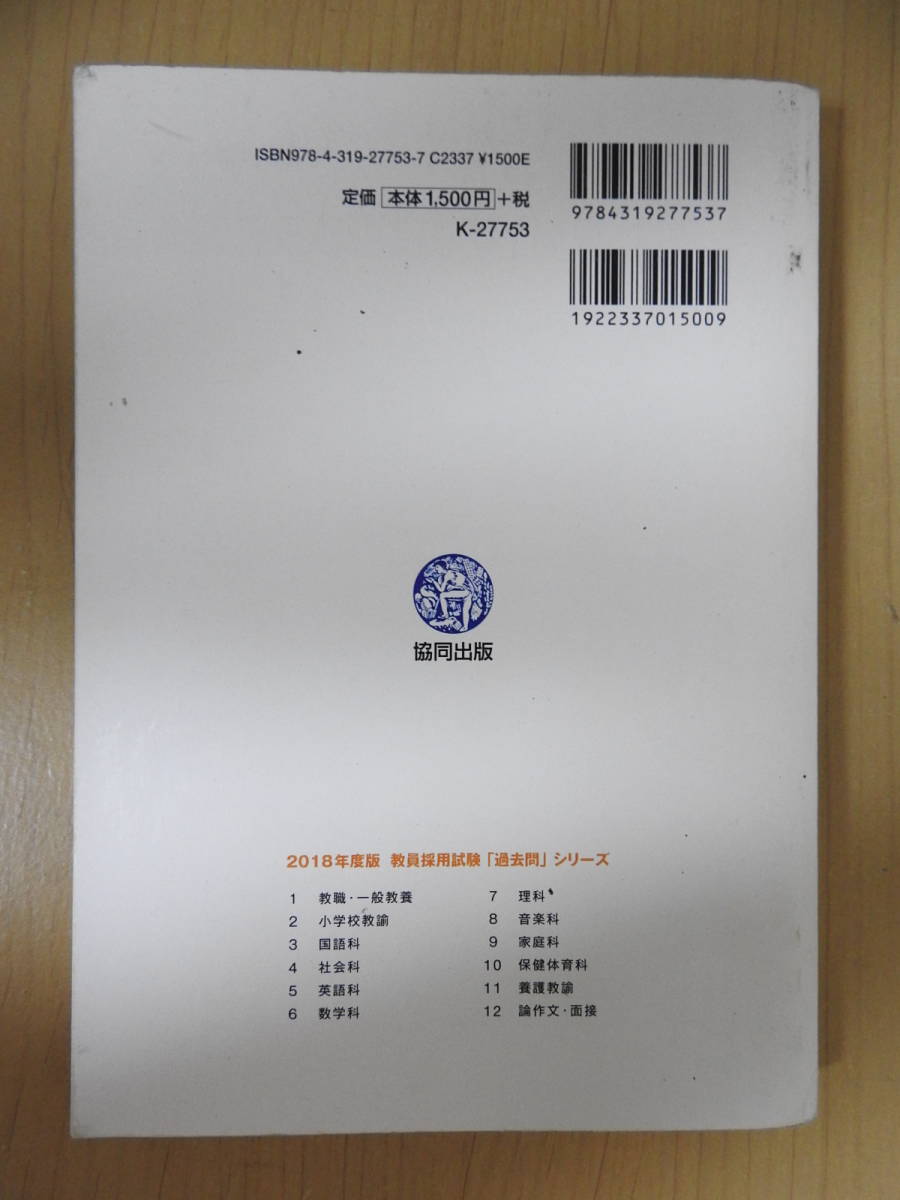 ISBN978-4-319-27753-7 C2337 ¥1500E
定価 本体1,500円 +税
K-27753
9784319277537
1922337015009
協同出版
2018年度版 教員採用試験「過去問」シリーズ
1 教職・一般教養
2 小学校教諭
3 国語科
4 社会科
5 英語科
6 数学科
7 理科
8 音楽科
9 家庭科
10 保健体育科
11 養護教諭
12 論作文・面接